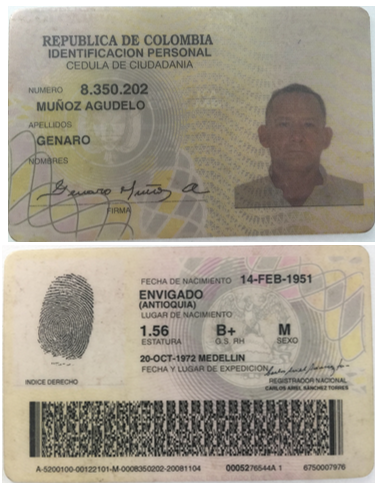 REPUBLICA DE COLOMBIA
IDENTIFICACION PERSONAL
CEDULA DE CIUDADANIA
NUMERO 8.350.202
MUÑOZ AGUDELO
APELLIDOS
GENARO
NOMBRES
Genaro Muñoz A
FIRMA
FECHA DE NACIMIENTO 14-FEB-1951
ENVIGADO
(ANTIOQUIA)
LUGAR DE NACIMIENTO
1.56 B+ M
ESTATURA G.S. RH SEXO
20-OCT-1972 MEDELLIN
FECHA Y LUGAR DE EXPEDICION
INDICE DERECHO
REGISTRADOR NACIONAL
CARLOS ARIEL SÁNCHEZ TORRES
A-5200100-00122101-M-0008350202-20081104 0005276544A 1 6750007976